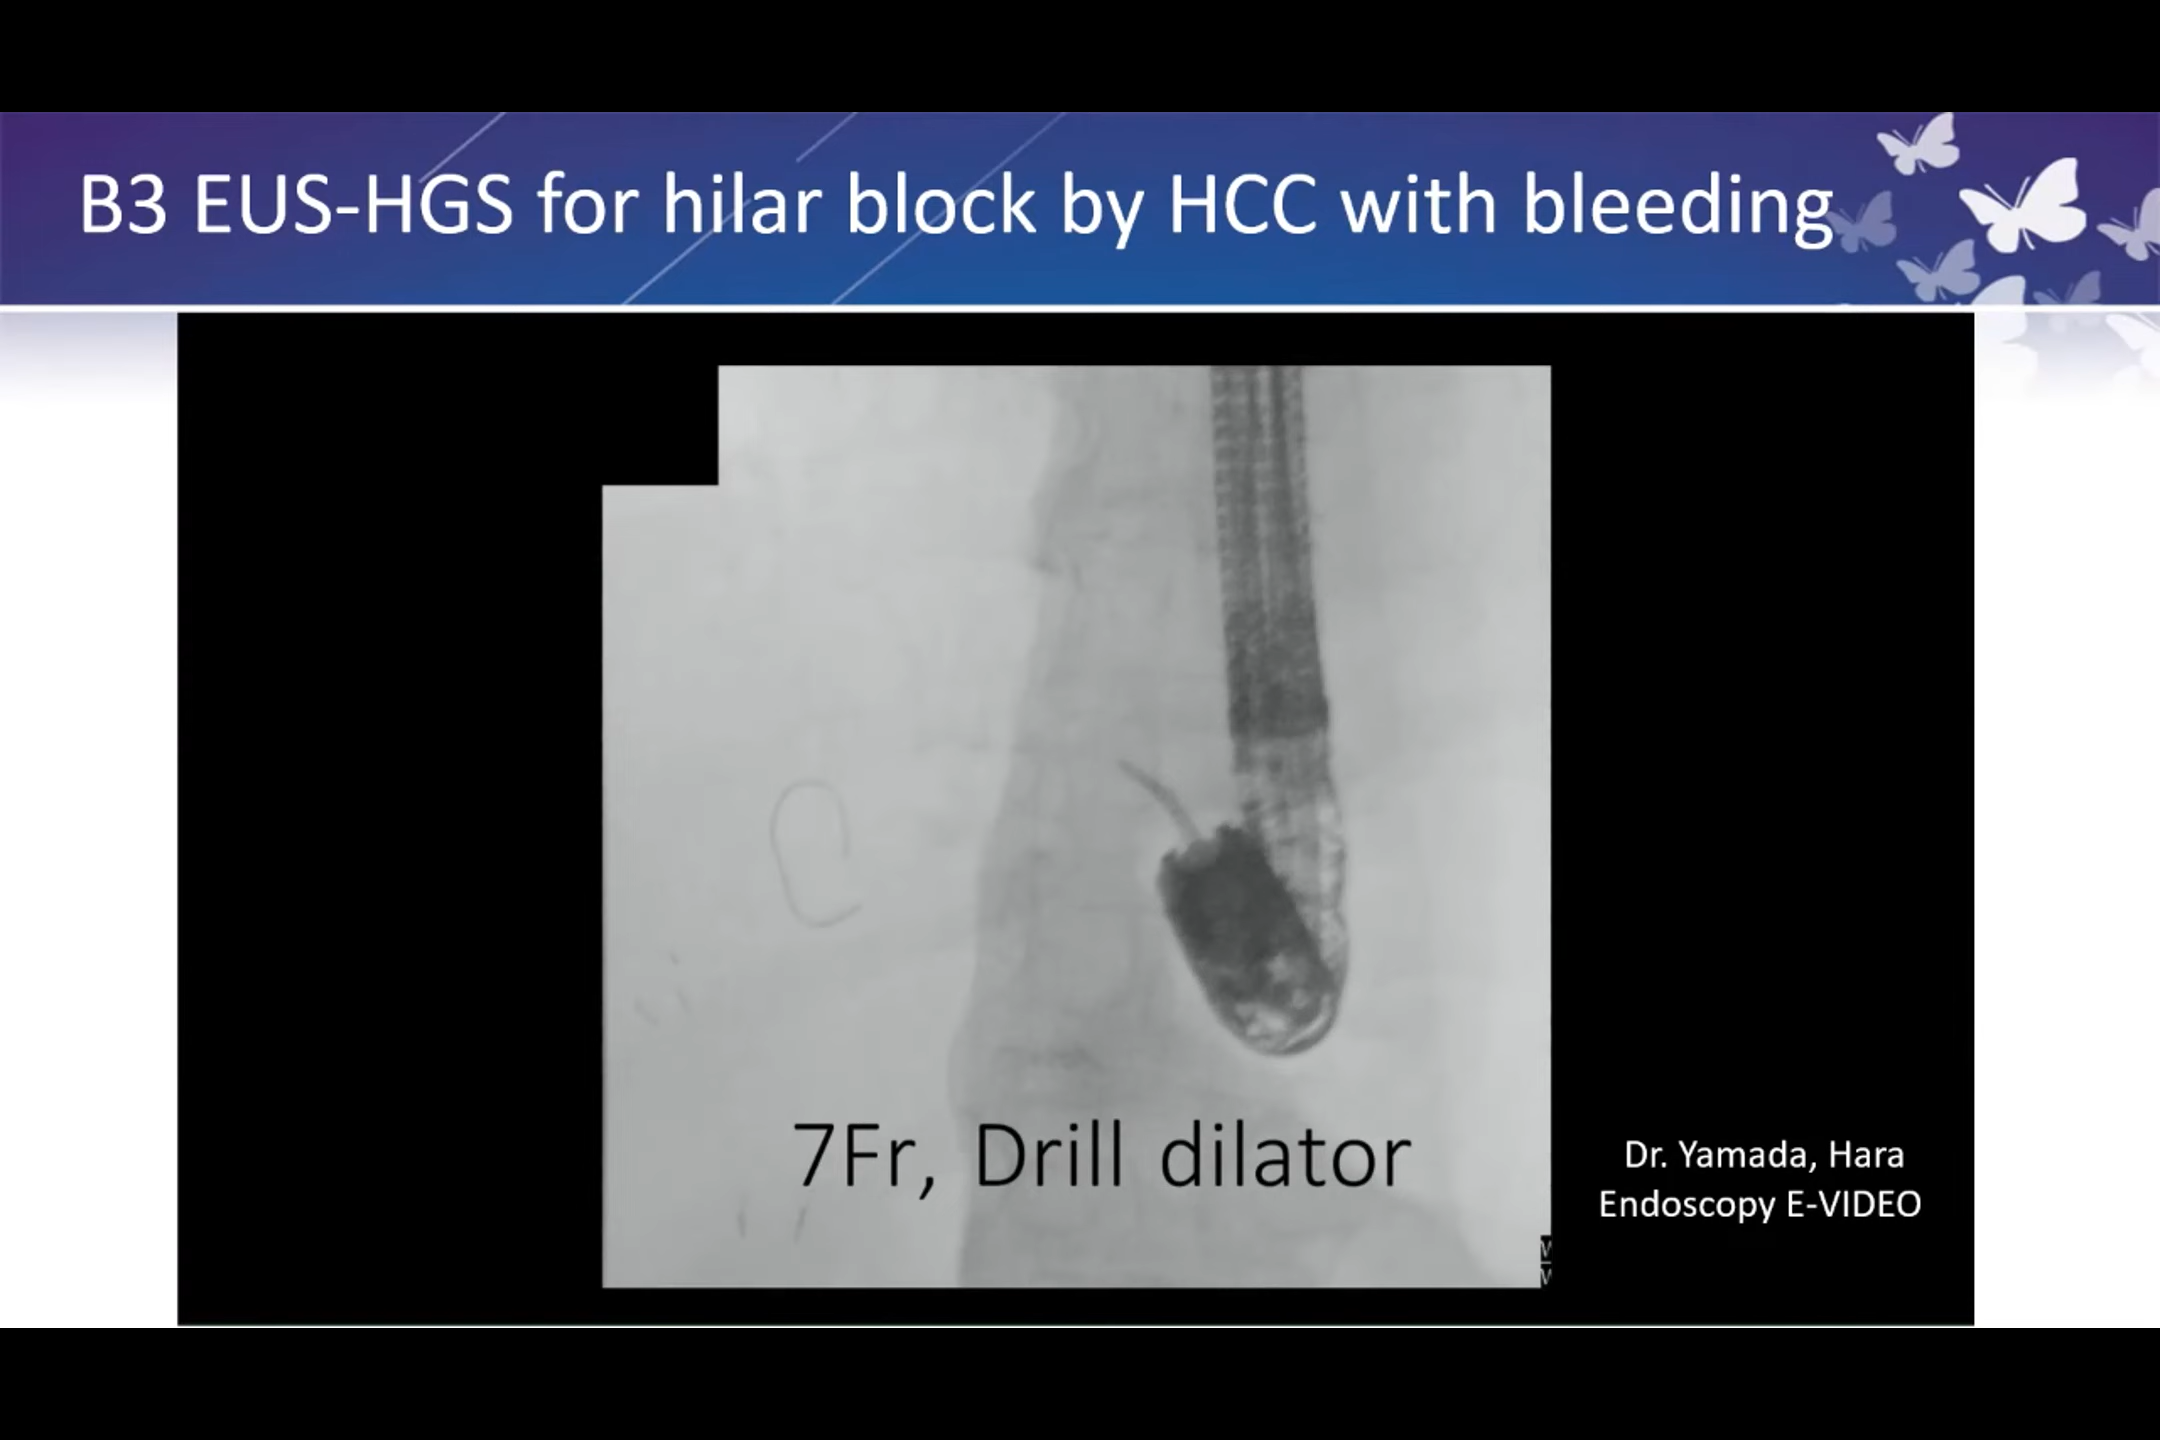 B3 EUS-HGS for hilar block by HCC with bleeding
7Fr, Drill dilator
Dr. Yamada, Hara
Endoscopy E-VIDEO